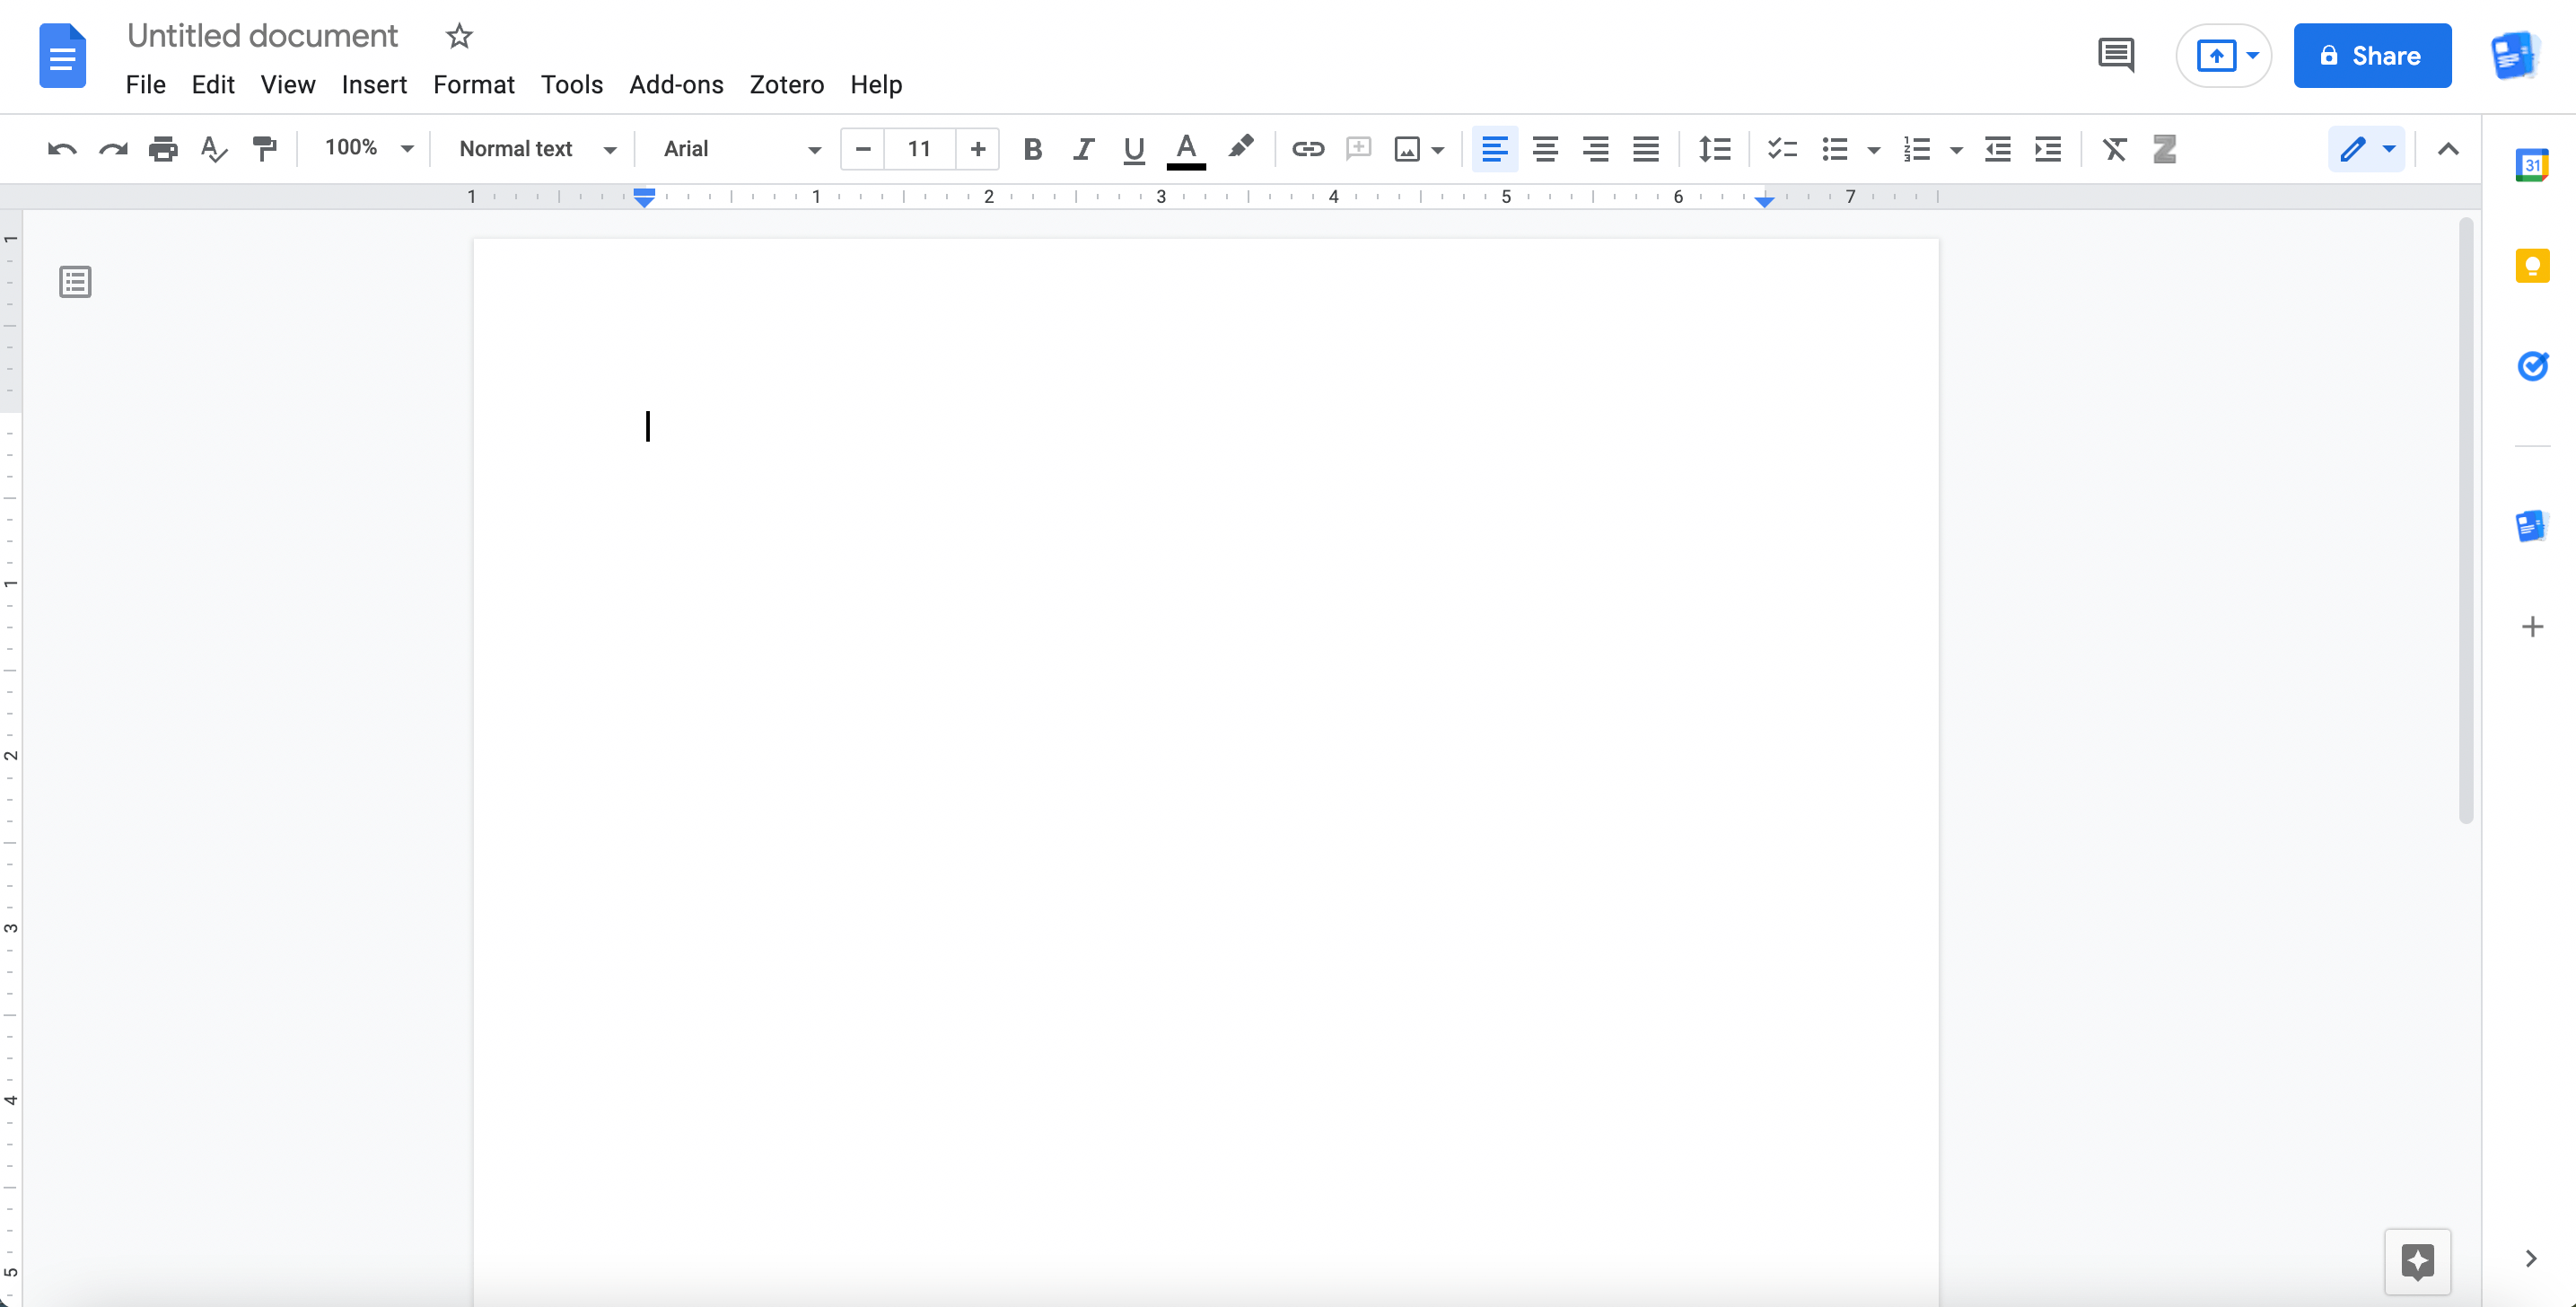 Untitled document
Share
File Edit View Insert Format Tools Add-ons Zotero Help
100% Normal text Arial 11 B I U A
31
1 1 2 3 4 5 6 7
1
1
2
3
4
5